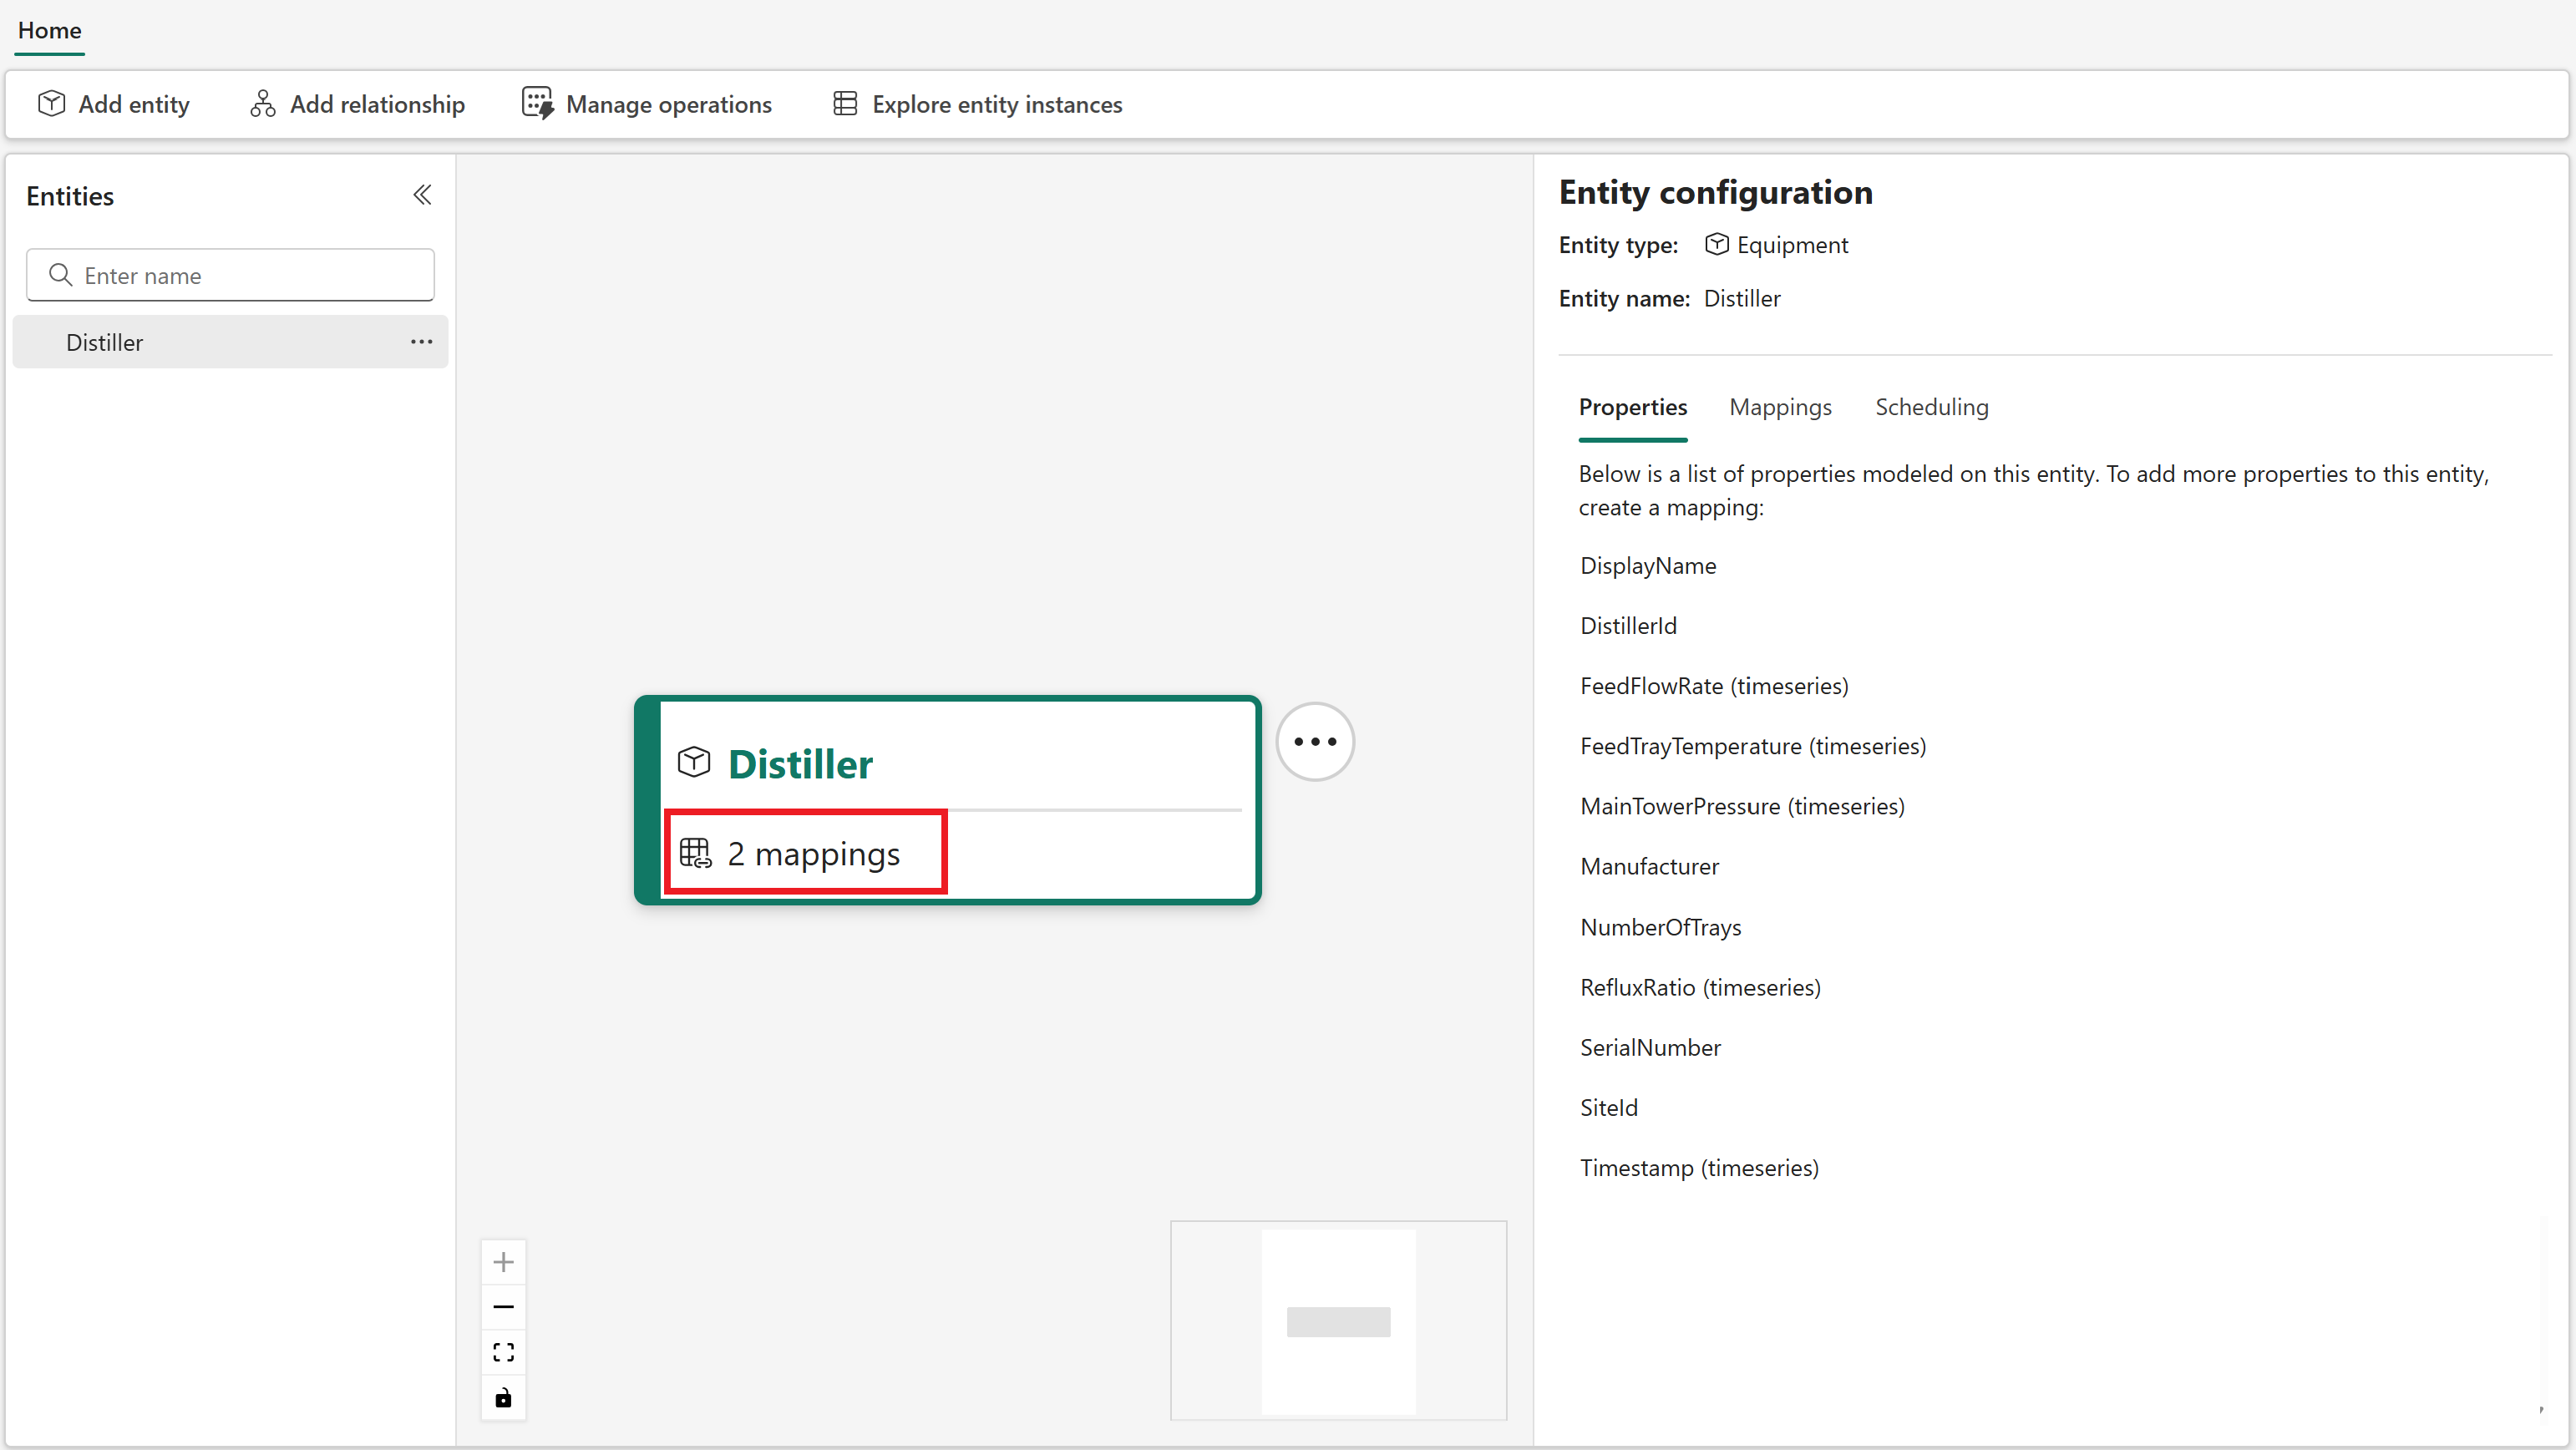 Home
Add entity
Add relationship
Manage operations
Explore entity instances
Entities
Enter name
Distiller
Distiller
2 mappings
Entity configuration
Entity type: Equipment
Entity name: Distiller
Properties
Mappings
Scheduling
Below is a list of properties modeled on this entity. To add more properties to this entity,
create a mapping:
DisplayName
DistillerId
FeedFlowRate (timeseries)
FeedTrayTemperature (timeseries)
MainTowerPressure (timeseries)
Manufacturer
NumberOfTrays
RefluxRatio (timeseries)
SerialNumber
SiteId
Timestamp (timeseries)